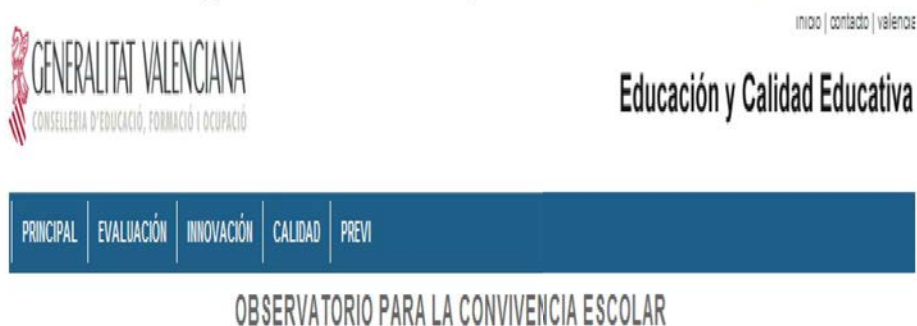 inicio | contacto | valencià
GENERALITAT VALENCIANA
CONSELLERIA D'EDUCACIÓ, FORMACIÓ I OCUPACIÓ
Educación y Calidad Educativa
PRINCIPAL | EVALUACIÓN | INNOVACIÓN | CALIDAD | PREVI
OBSERVATORIO PARA LA CONVIVENCIA ESCOLAR